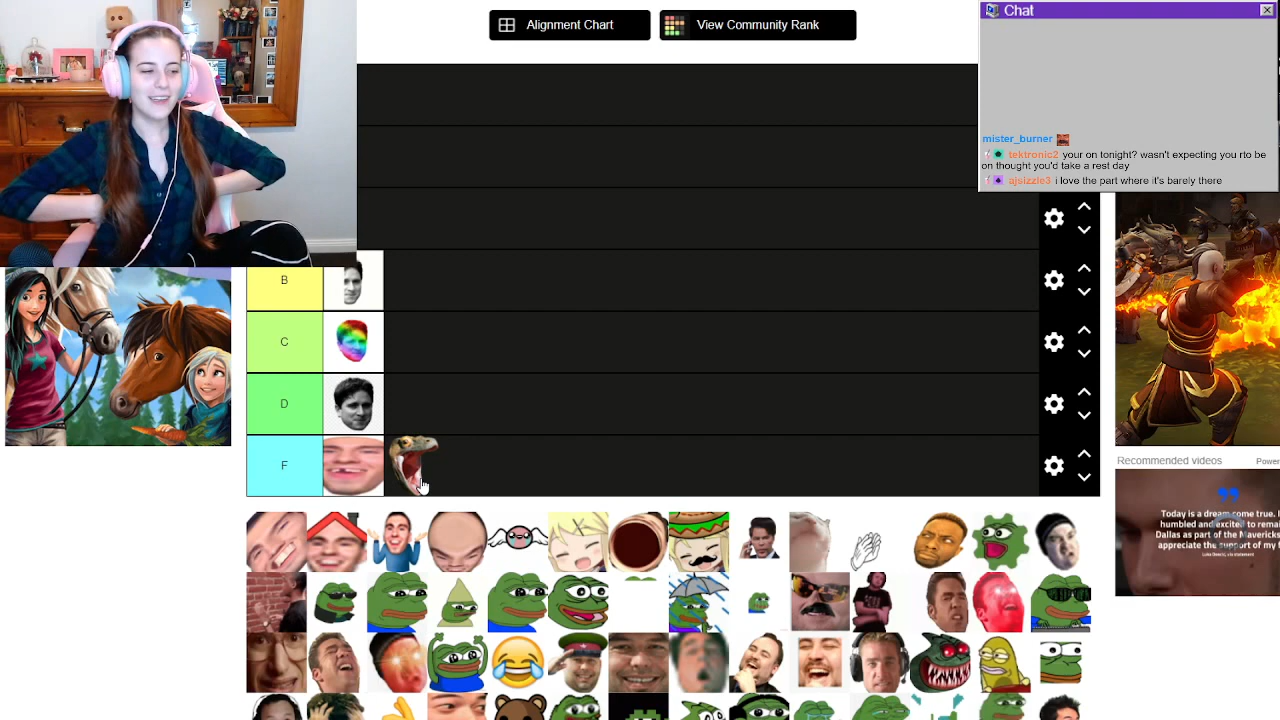 Alignment Chart
View Community Rank
Chat
mister_burner
tektronic2 your on tonight? wasn't expecting you rto be
on thought you'd take a rest day
ajsizzle3 i love the part where it's barely there
B
C
D
F
Recommended videos
Power
Today is a dream come true. I
humbled and excited to remai
Dallas as part of the Mavericks
appreciate the support of my f